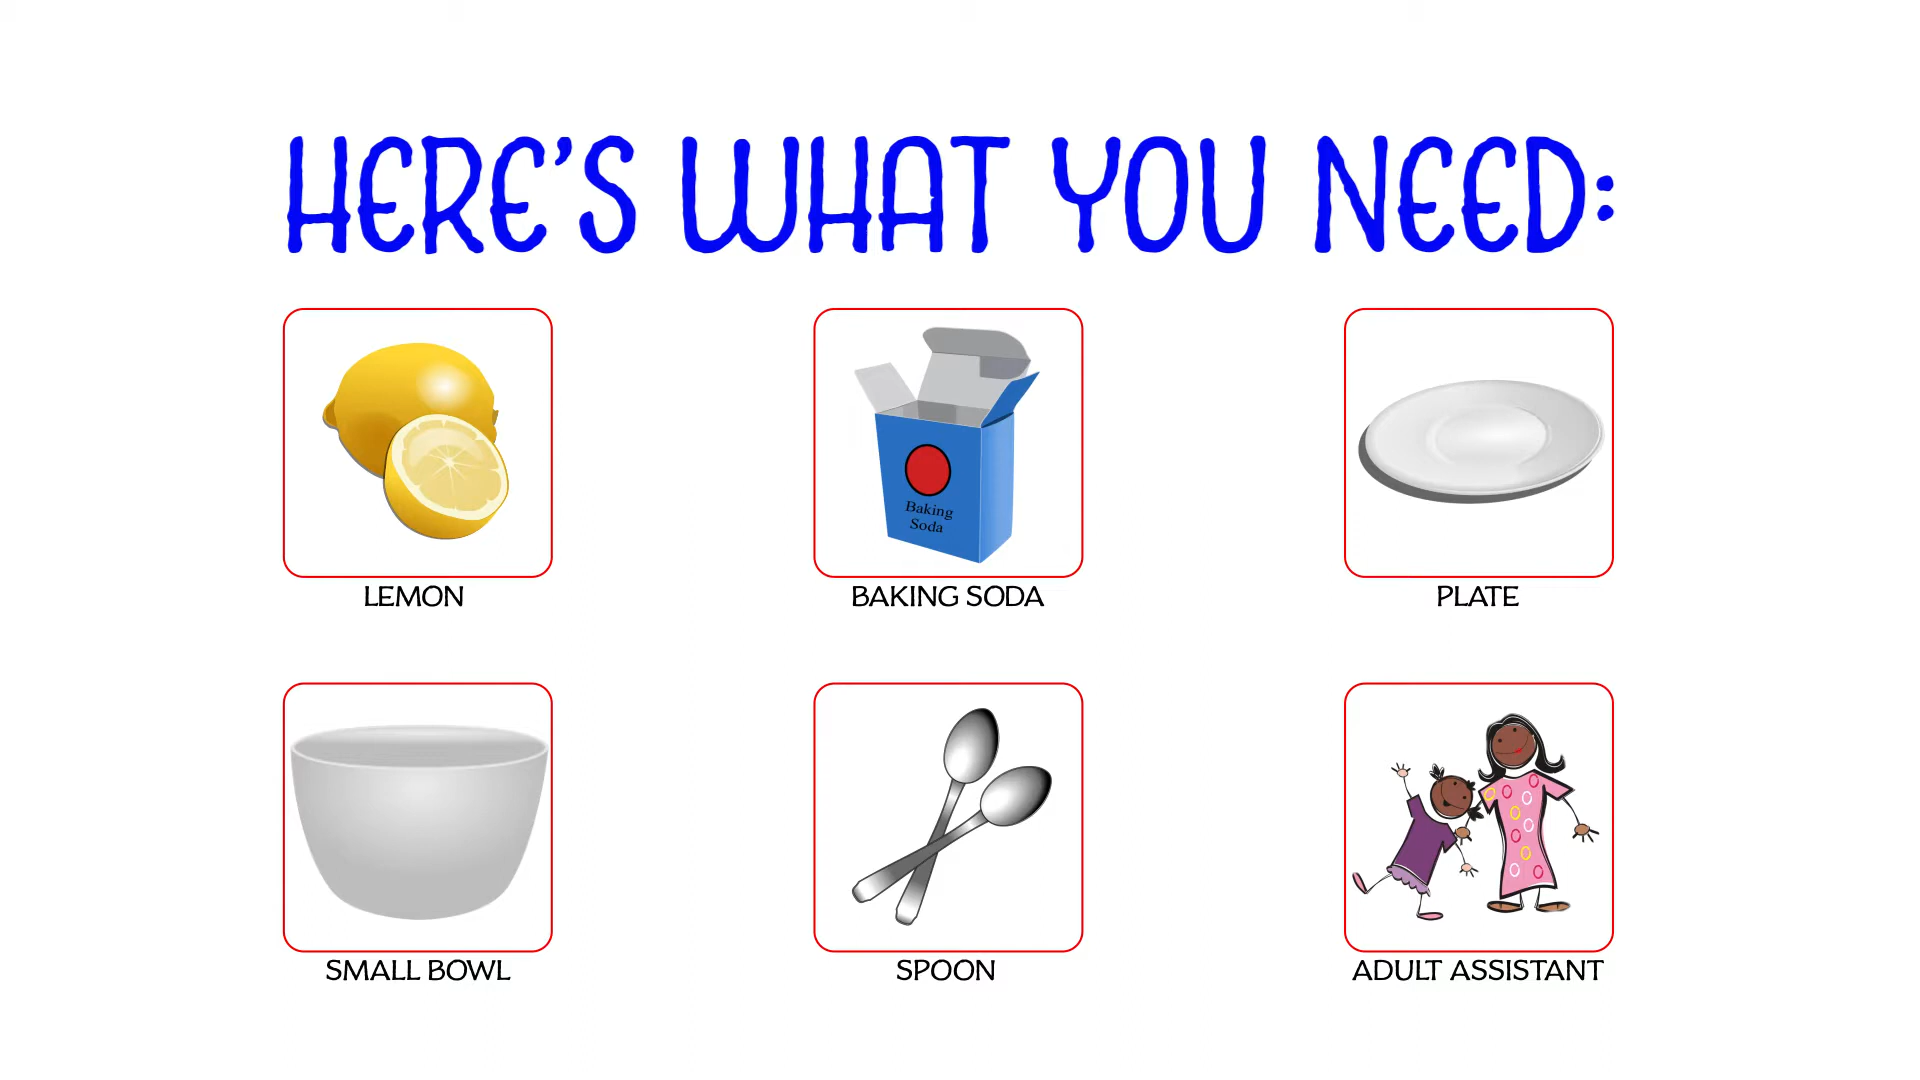 HERE'S WHAT YOU NEED:
Baking
Soda
LEMON
BAKING SODA
PLATE
SMALL BOWL
SPOON
ADULT ASSISTANT